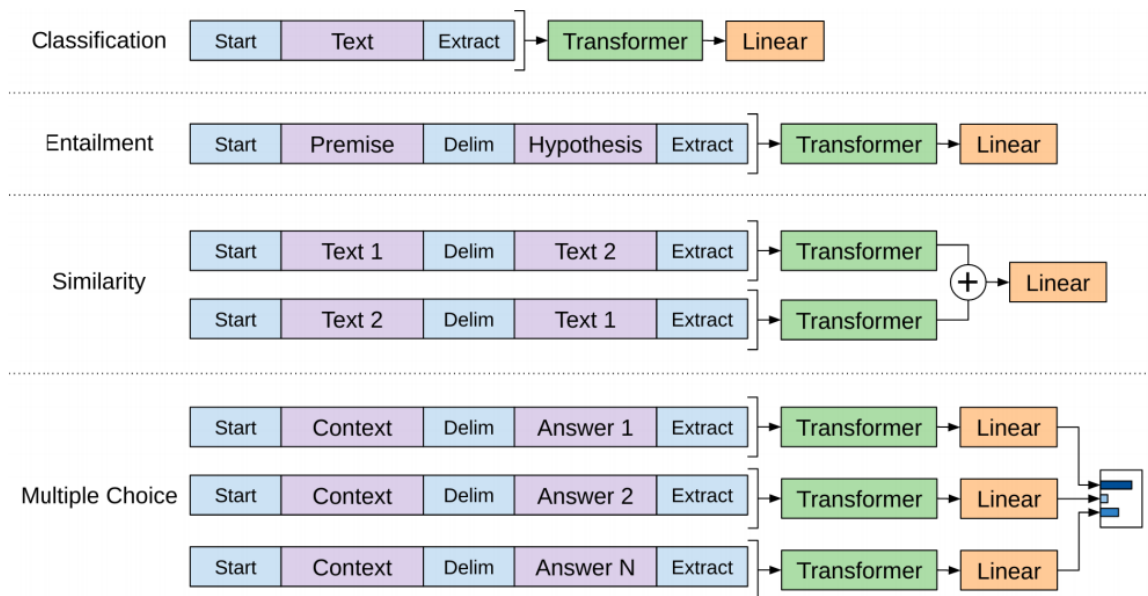 Classification Start Text Extract Transformer Linear
Entailment Start Premise Delim Hypothesis Extract Transformer Linear
Start Text 1 Delim Text 2 Extract Transformer
Similarity + Linear
Start Text 2 Delim Text 1 Extract Transformer
Start Context Delim Answer 1 Extract Transformer Linear
Multiple Choice Start Context Delim Answer 2 Extract Transformer Linear
Start Context Delim Answer N Extract Transformer Linear